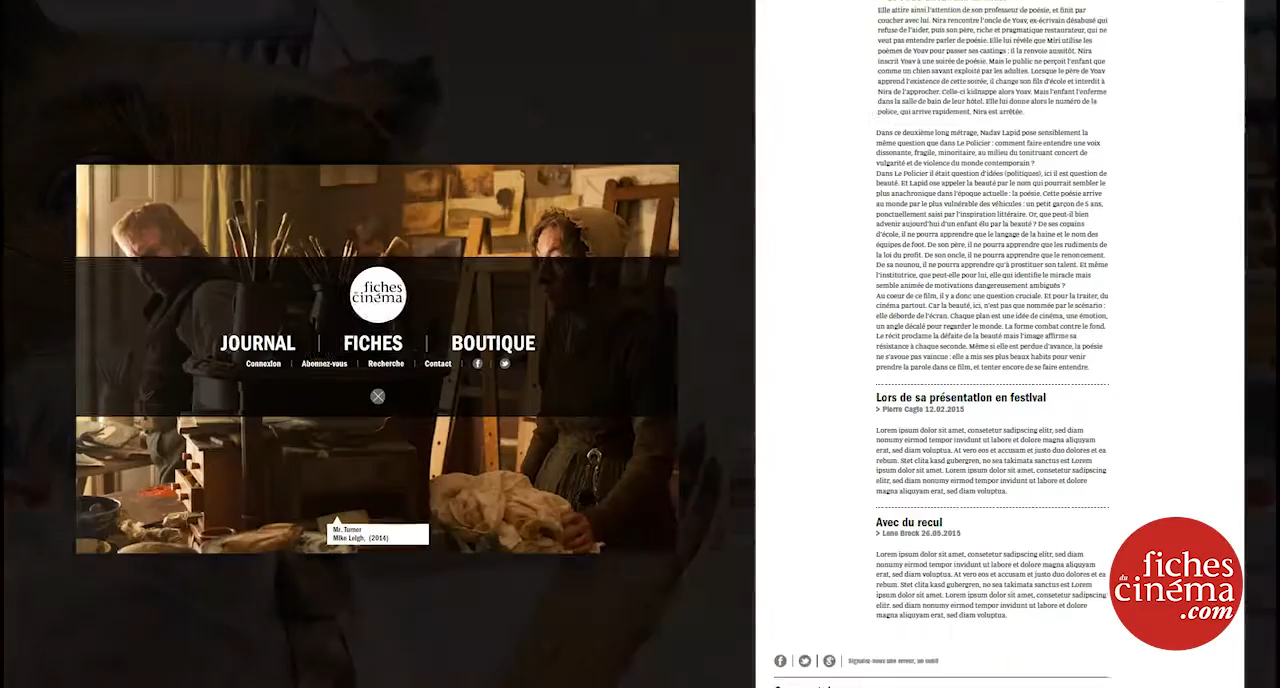 fiches
du cinéma
JOURNAL | FICHES | BOUTIQUE
Connexion | Abonnez-vous | Recherche | Contact
Mr. Turner
Mike Leigh, (2014)
Elle attire ainsi l'attention de son professeur de poésie, et finit par
coucher avec lui. Nira rencontre l'oncle de Yoav, ex-écrivain désabusé qui
refuse de l'aider, puis son père, riche et pragmatique restaurateur, qui ne
veut pas entendre parler de poésie. Elle lui révèle que Miri utilise les
poèmes de Yoav pour passer ses castings : il la renvoie aussitôt. Nira
inscrit Yoav à une soirée de poésie. Mais le public ne perçoit l'enfant que
comme un chien savant exploité par les adultes. Lorsque le père de Yoav
apprend l'existence de cette soirée, il change son fils d'école et interdit à
Nira de l'approcher. Celle-ci kidnappe alors Yoav. Mais l'enfant l'enferme
dans la salle de bain de leur hôtel. Elle lui donne alors le numéro de la
police, qui arrive rapidement. Nira est arrêtée.
Dans ce deuxième long métrage, Nadav Lapid pose sensiblement la
même question que dans Le Policier : comment faire entendre une voix
dissonante, fragile, minoritaire, au milieu du tonitruant concert de
vulgarité et de violence du monde contemporain ?
Dans Le Policier il était question d'idées (politiques), ici il est question de
beauté. Et Lapid ose appeler la beauté par le nom qui pourrait sembler le
plus anachronique dans l'époque actuelle : la poésie. Cette poésie arrive
au monde par le plus vulnérable des véhicules : un petit garçon de 5 ans,
ponctuellement saisi par l'inspiration littéraire. Or, que peut-il bien
advenir aujourd'hui d'un enfant élu par la beauté ? De ses copains
d'école, il ne pourra apprendre que le langage de la haine et le nom des
équipes de foot. De son père, il ne pourra apprendre que les rudiments de
la loi du profit. De son oncle, il ne pourra apprendre que le renoncement.
De sa nounou, il ne pourra apprendre qu'à prostituer son talent. Et même
l'institutrice, que peut-elle pour lui, elle qui identifie le miracle mais
semble animée de motivations dangereusement ambiguës ?
Au coeur de ce film, il y a donc une question cruciale. Et pour la traiter, du
cinéma partout. Car la beauté, ici, n'est pas que nommée par le scénario :
elle déborde de l'écran. Chaque plan est une idée de cinéma, une émotion,
un angle décalé pour regarder le monde. La forme combat contre le fond.
Le récit proclame la défaite de la beauté mais l'image affirme sa
résistance à chaque seconde. Même si elle est perdue d'avance, la poésie
ne s'avoue pas vaincue : elle a mis ses plus beaux habits pour venir
prendre la parole dans ce film, et tenter encore de se faire entendre.
Lors de sa présentation en festival
> Pierre Cagle 12.02.2015
Lorem ipsum dolor sit amet, consetetur sadipscing elitr, sed diam
nonumy eirmod tempor invidunt ut labore et dolore magna aliquyam
erat, sed diam voluptua. At vero eos et accusam et justo duo dolores et ea
rebum. Stet clita kasd gubergren, no sea takimata sanctus est Lorem
ipsum dolor sit amet. Lorem ipsum dolor sit amet, consetetur sadipscing
elitr, sed diam nonumy eirmod tempor invidunt ut labore et dolore
magna aliquyam erat, sed diam voluptua.
Avec du recul
> Lene Brock 26.05.2015
Lorem ipsum dolor sit amet, consetetur sadipscing elitr, sed diam
nonumy eirmod tempor invidunt ut labore et dolore magna aliquyam
erat, sed diam voluptua. At vero eos et accusam et justo duo dolores et ea
rebum. Stet clita kasd gubergren, no sea takimata sanctus est Lorem
ipsum dolor sit amet. Lorem ipsum dolor sit amet, consetetur sadipscing
elitr, sed diam nonumy eirmod tempor invidunt ut labore et dolore
magna aliquyam erat, sed diam voluptua.
Signalez-nous une erreur, un oubli
fiches
du cinéma
.com